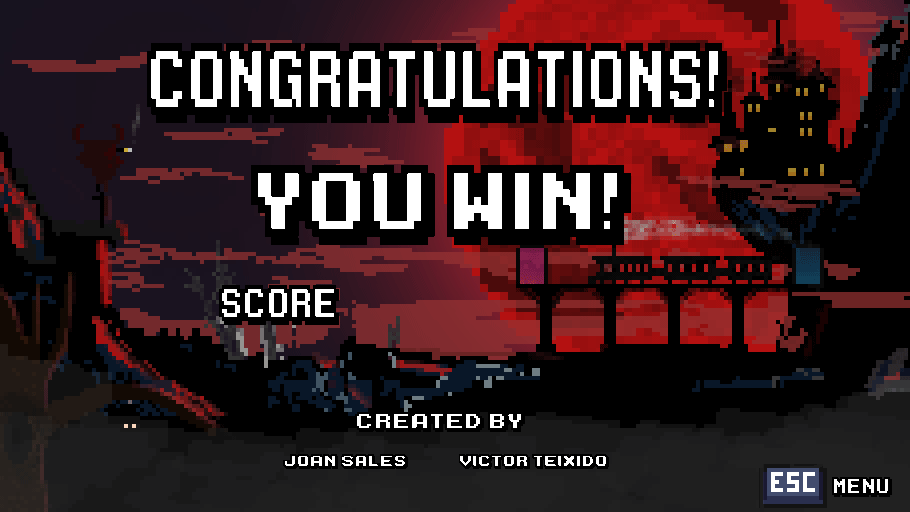 CONGRATULATIONS!
YOU WIN!
SCORE
CREATED BY
JOAN SALES VICTOR TEIXIDO
ESC MENU